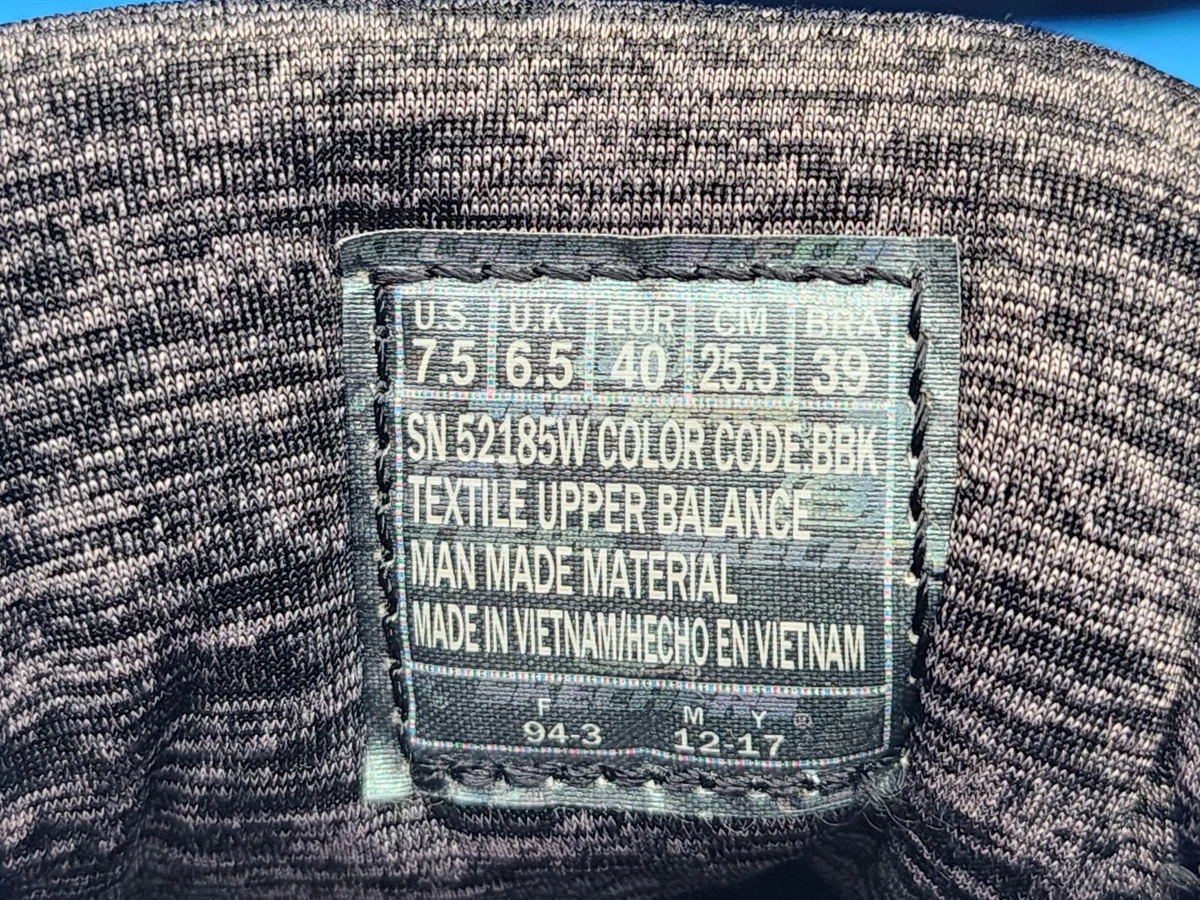 U.S. U.K. EUR CM BRA
7.5 6.5 40 25.5 39
SN 52185W COLOR CODE:BBK
TEXTILE UPPER BALANCE
MAN MADE MATERIAL
MADE IN VIETNAM/HECHO EN VIETNAM
F M Y ®
94-3 12-17